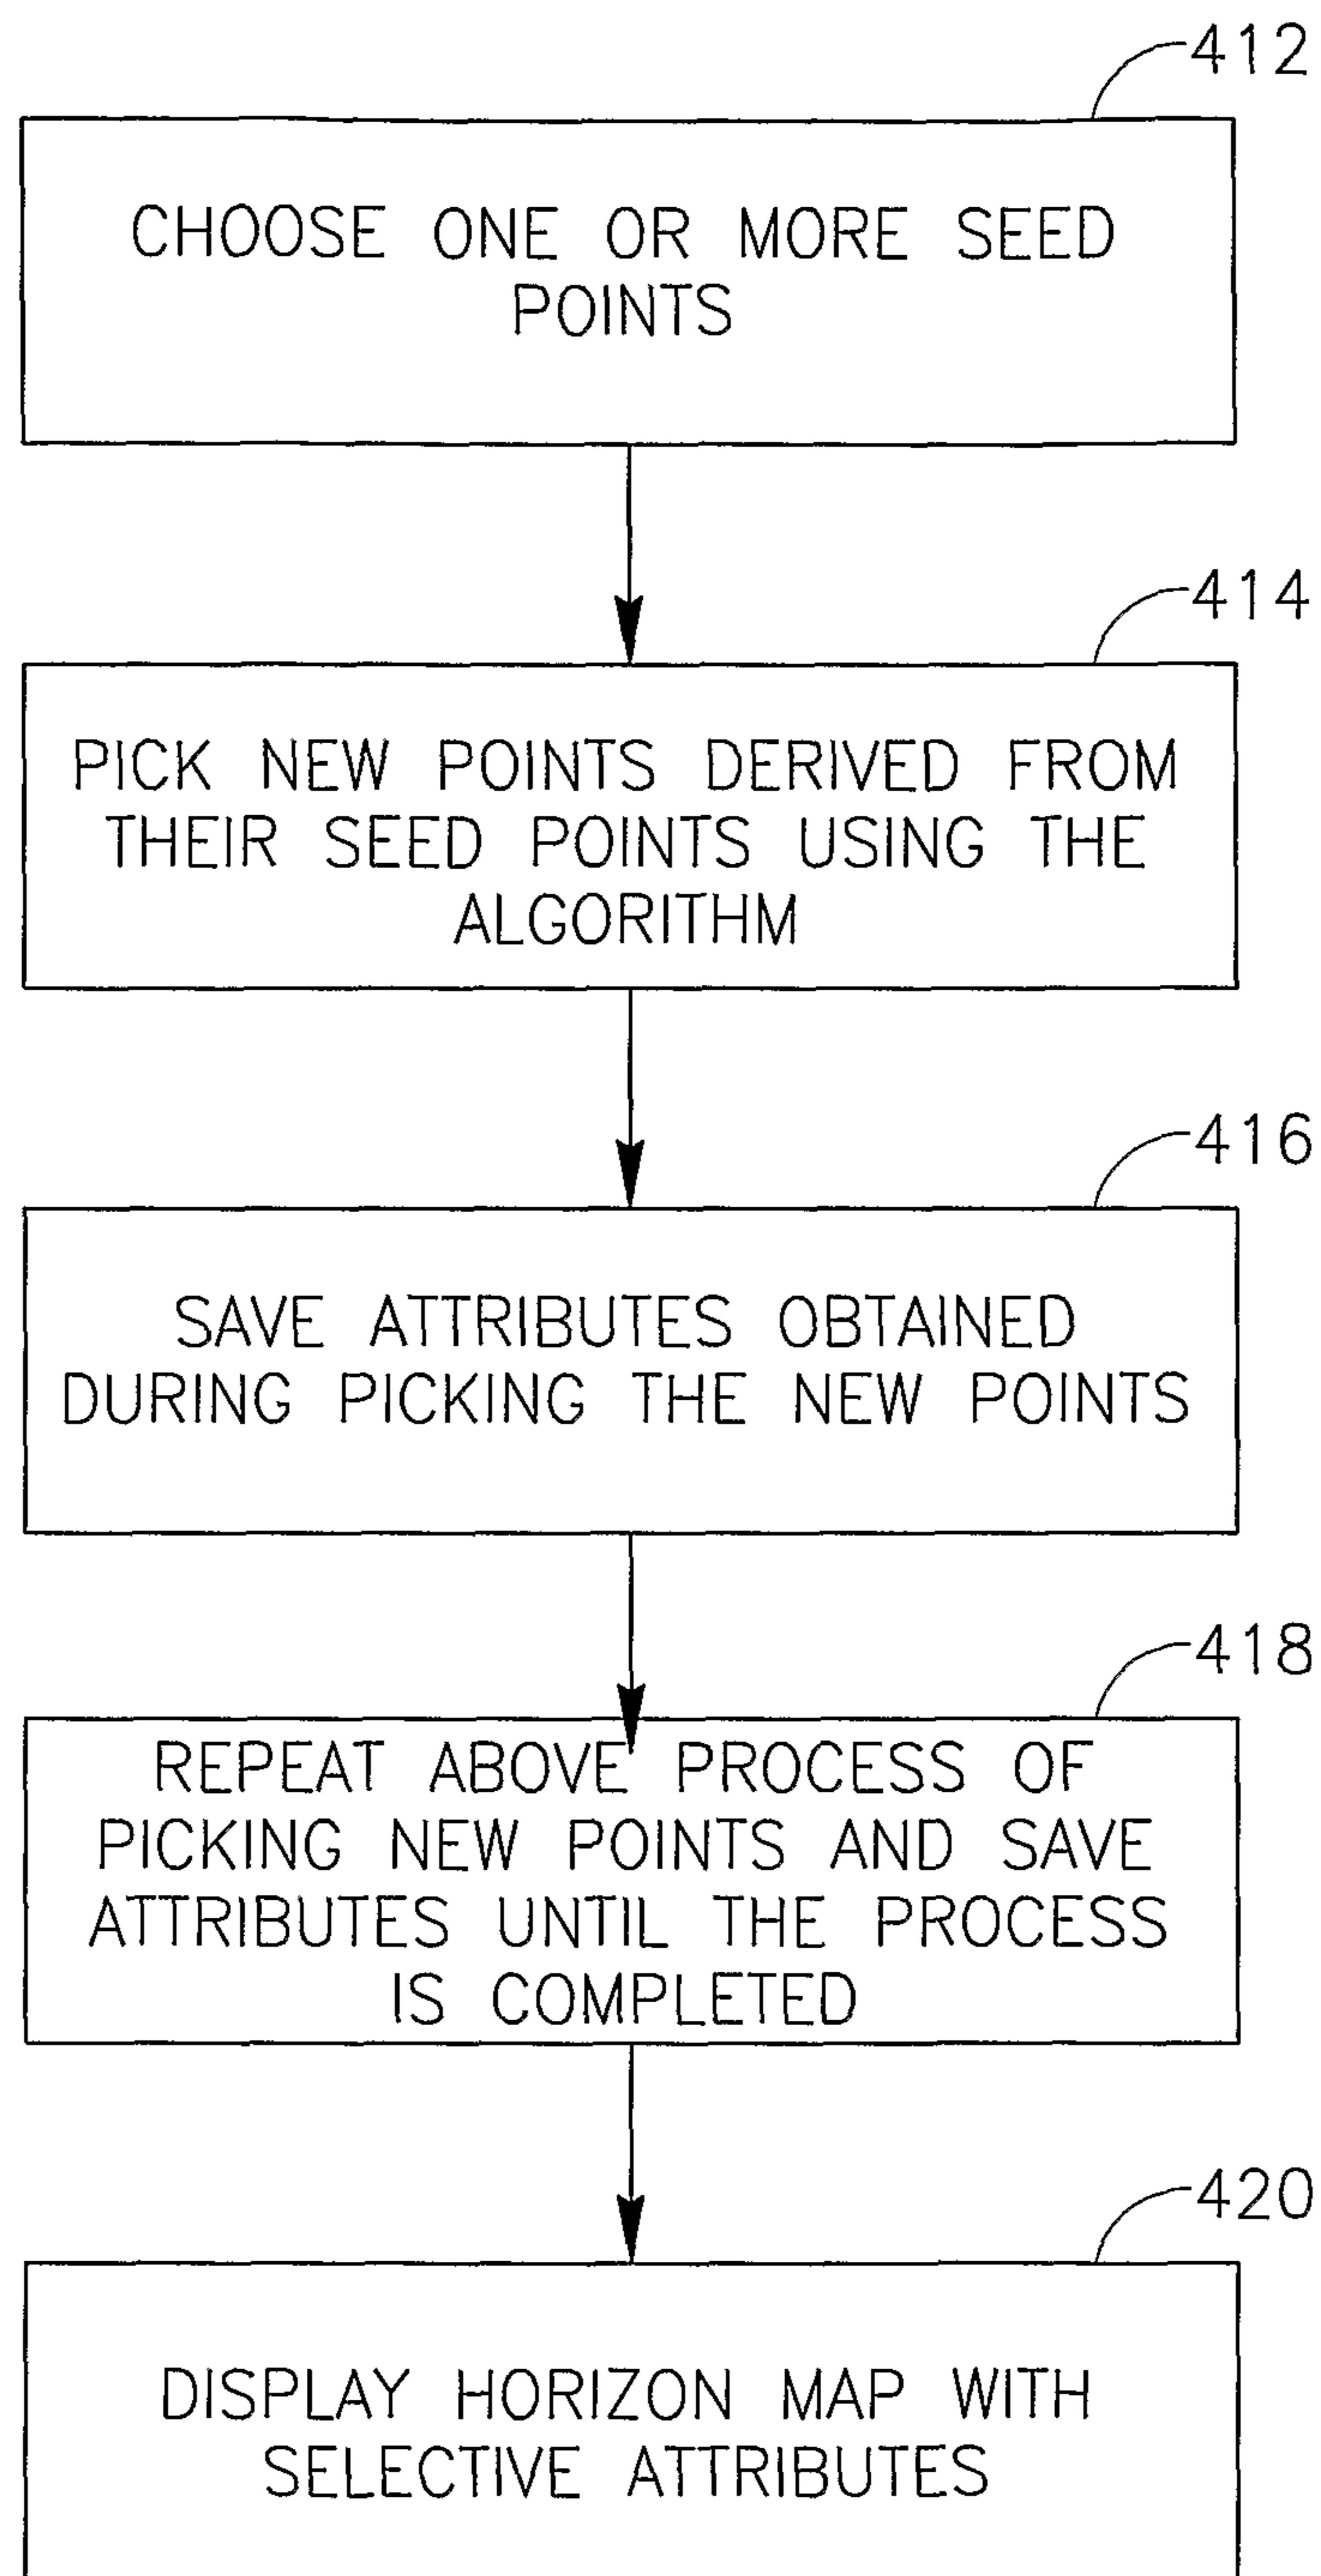 412
CHOOSE ONE OR MORE SEED
POINTS
414
PICK NEW POINTS DERIVED FROM
THEIR SEED POINTS USING THE
ALGORITHM
416
SAVE ATTRIBUTES OBTAINED
DURING PICKING THE NEW POINTS
418
REPEAT ABOVE PROCESS OF
PICKING NEW POINTS AND SAVE
ATTRIBUTES UNTIL THE PROCESS
IS COMPLETED
420
DISPLAY HORIZON MAP WITH
SELECTIVE ATTRIBUTES